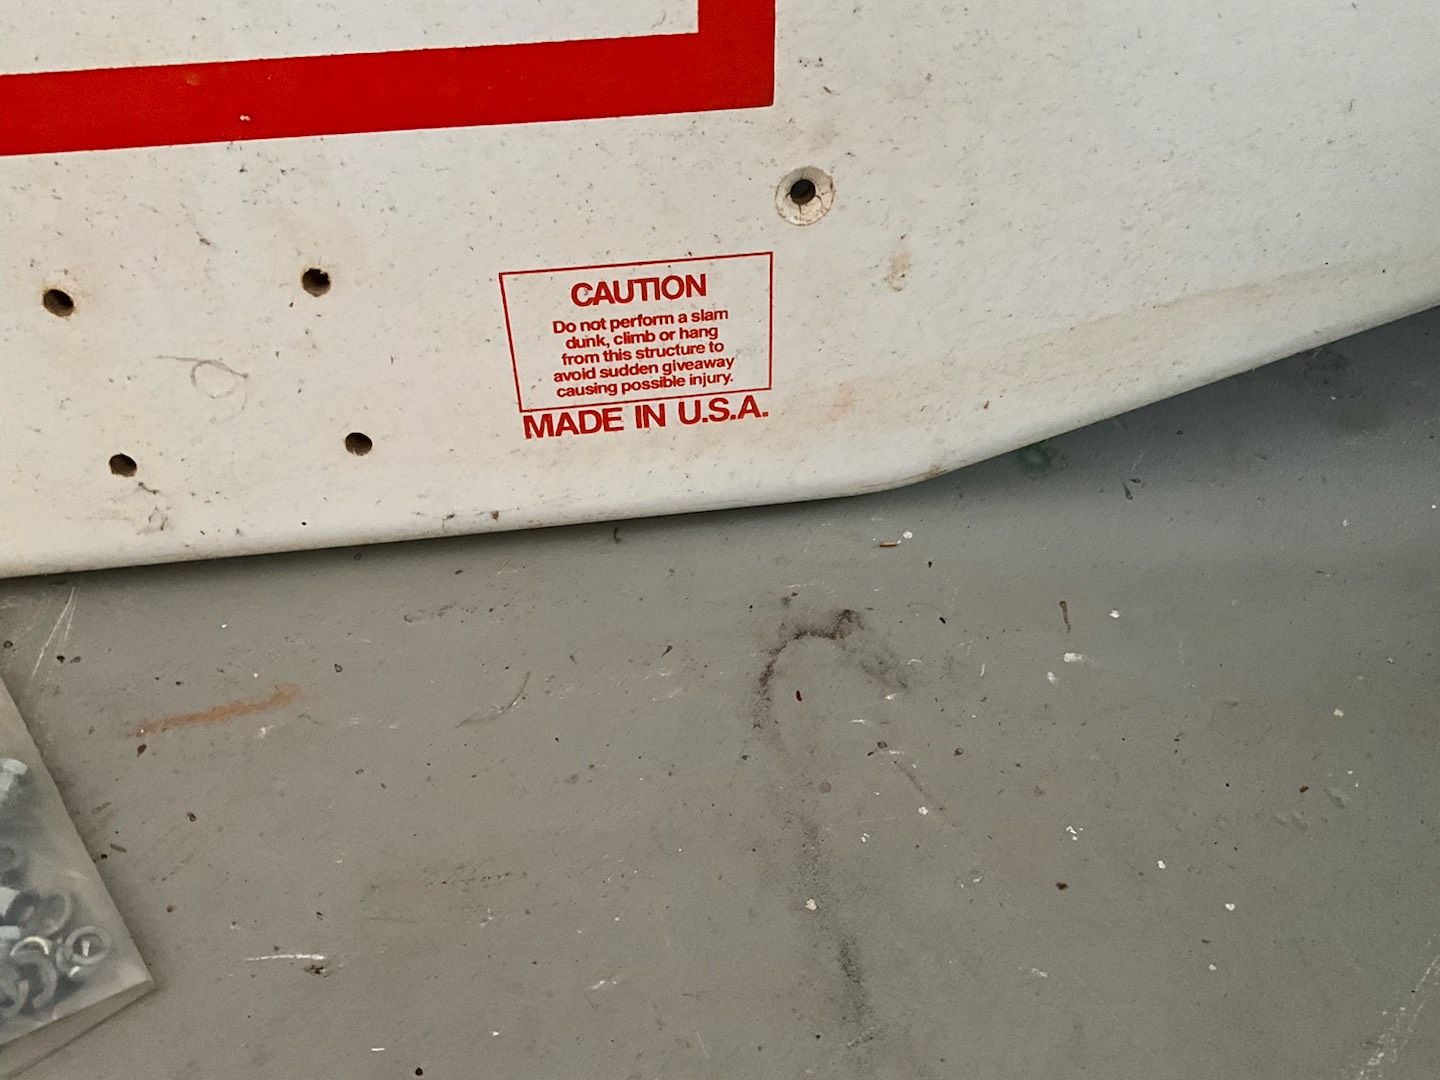 CAUTION
Do not perform a slam
dunk, climb or hang
from this structure to
avoid sudden giveaway
causing possible injury.
MADE IN U.S.A.